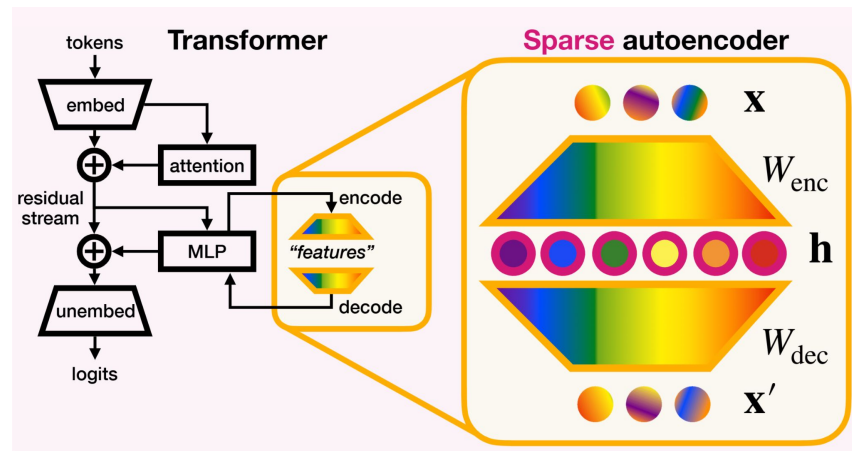 Transformer
tokens
embed
attention
residual
stream
MLP
unembed
logits
encode
"features"
decode
Sparse autoencoder
x
W_enc
h
W_dec
x′